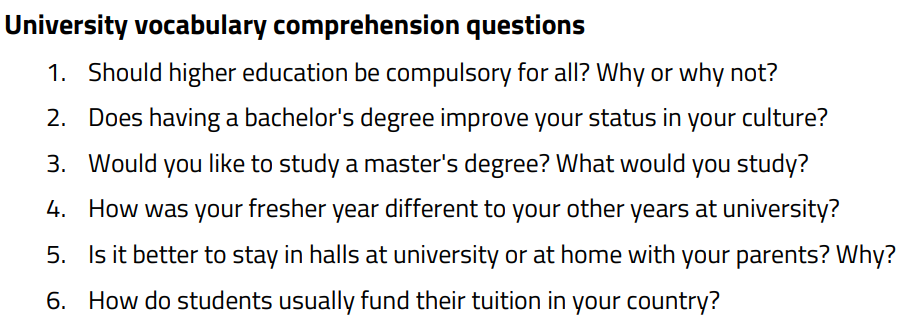 University vocabulary comprehension questions
1. Should higher education be compulsory for all? Why or why not?
2. Does having a bachelor's degree improve your status in your culture?
3. Would you like to study a master's degree? What would you study?
4. How was your fresher year different to your other years at university?
5. Is it better to stay in halls at university or at home with your parents? Why?
6. How do students usually fund their tuition in your country?